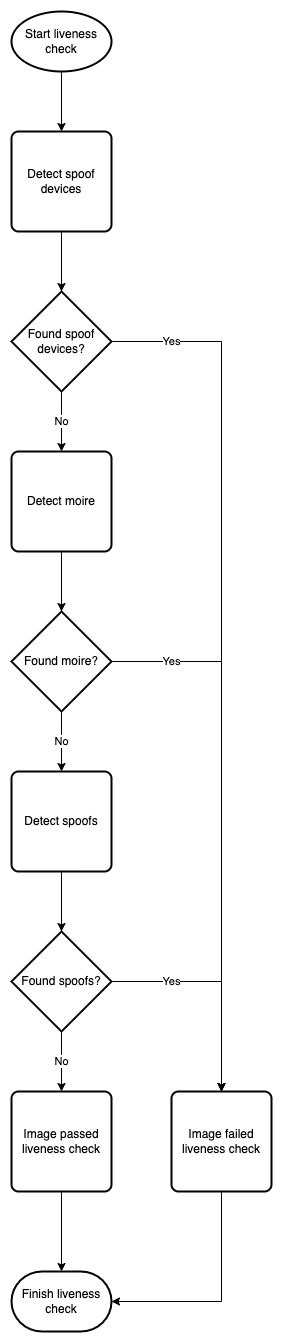 Start liveness
check
Detect spoof
devices
Found spoof
devices?
Yes
No
Detect moire
Found moire?
Yes
No
Detect spoofs
Found spoofs?
Yes
No
Image passed
liveness check
Image failed
liveness check
Finish liveness
check